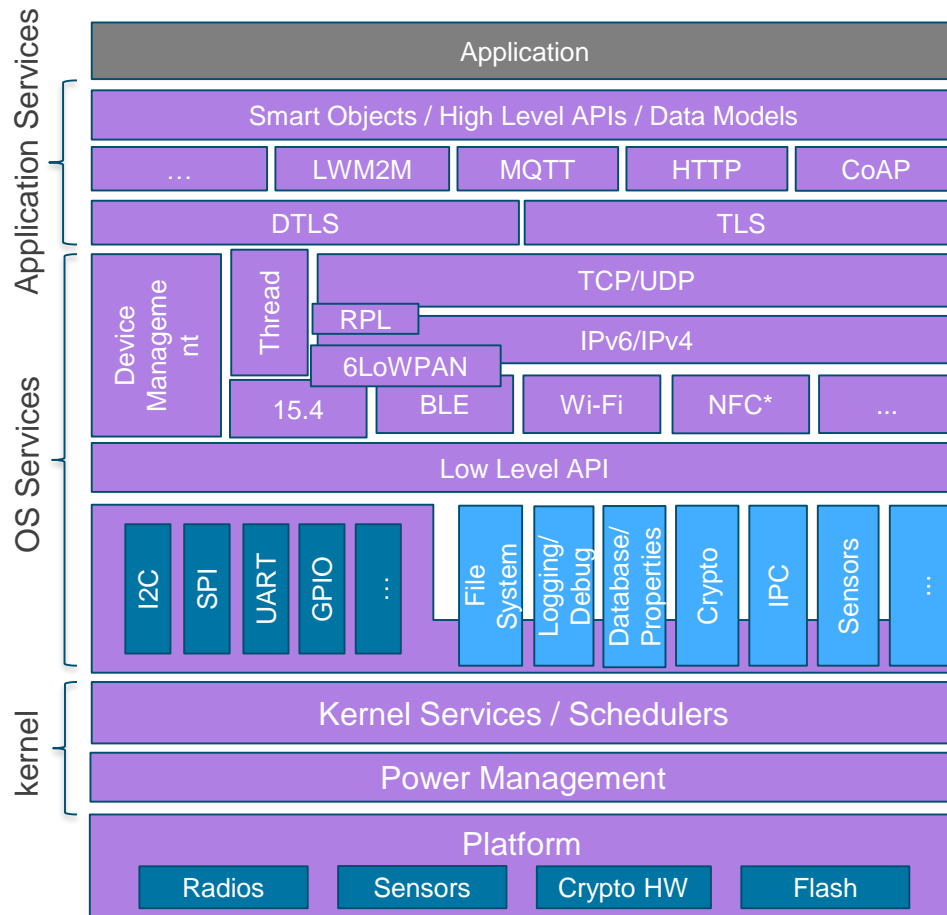 Application
Application Services
Smart Objects / High Level APIs / Data Models
...
LWM2M
MQTT
HTTP
CoAP
DTLS
TLS
OS Services
Device
Manageme
nt
Thread
TCP/UDP
RPL
IPv6/IPv4
6LoWPAN
15.4
BLE
Wi-Fi
NFC*
...
Low Level API
I2C
SPI
UART
GPIO
...
File
System
Logging/
Debug
Database/
Properties
Crypto
IPC
Sensors
...
kernel
Kernel Services / Schedulers
Power Management
Platform
Radios
Sensors
Crypto HW
Flash